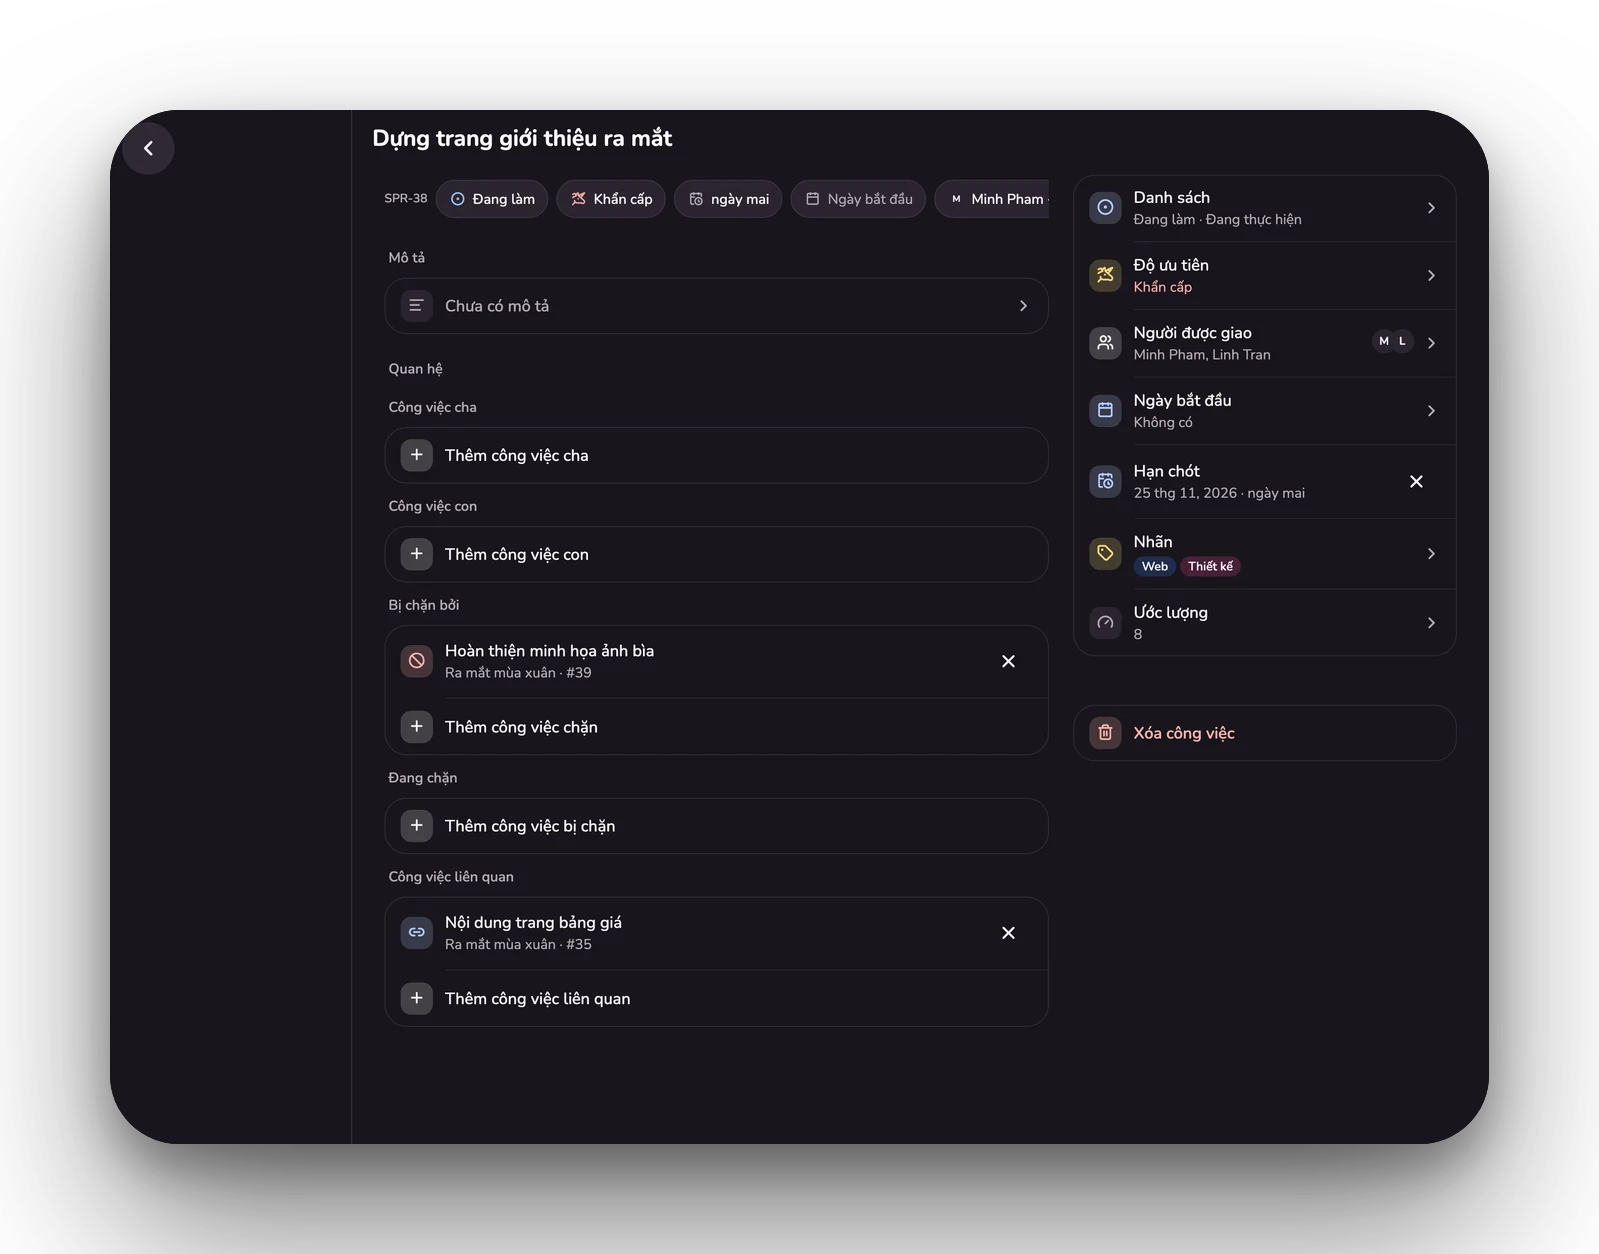 Dựng trang giới thiệu ra mắt
SPR-38
Đang làm
Khẩn cấp
ngày mai
Ngày bắt đầu
M
Minh Pham
Mô tả
Chưa có mô tả
Quan hệ
Công việc cha
Thêm công việc cha
Công việc con
Thêm công việc con
Bị chặn bởi
Hoàn thiện minh họa ảnh bìa
Ra mắt mùa xuân · #39
Thêm công việc chặn
Đang chặn
Thêm công việc bị chặn
Công việc liên quan
Nội dung trang bảng giá
Ra mắt mùa xuân · #35
Thêm công việc liên quan
Danh sách
Đang làm · Đang thực hiện
Độ ưu tiên
Khẩn cấp
Người được giao
Minh Pham, Linh Tran
M L
Ngày bắt đầu
Không có
Hạn chót
25 thg 11, 2026 · ngày mai
Nhãn
Web
Thiết kế
Ước lượng
8
Xóa công việc